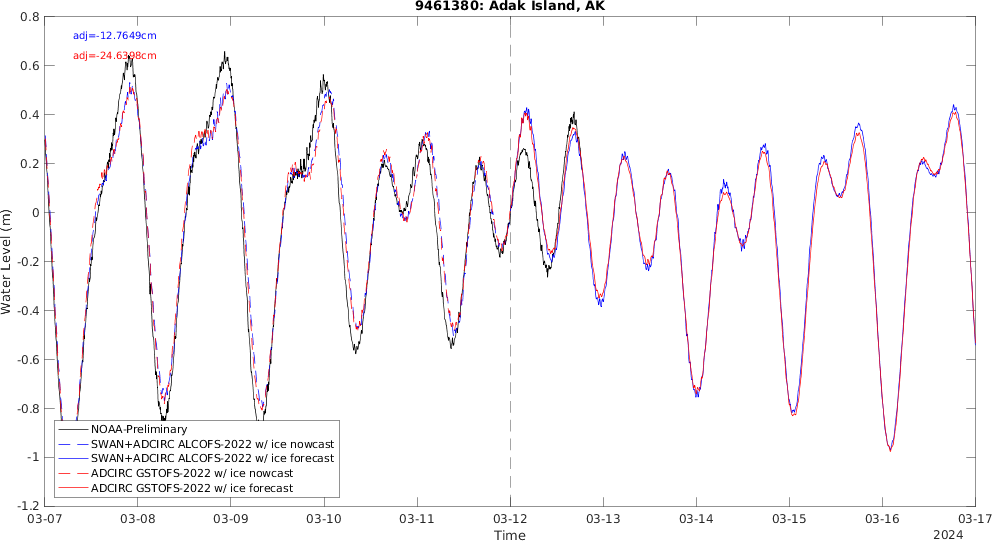 9461380: Adak Island, AK
0.8
adj=-12.7649cm
adj=-24.6398cm
0.6
0.4
0.2
0
-0.2
-0.4
-0.6
-0.8
-1
-1.2
Water Level (m)
NOAA-Preliminary
SWAN+ADCIRC ALCOFS-2022 w/ ice nowcast
SWAN+ADCIRC ALCOFS-2022 w/ ice forecast
ADCIRC GSTOFS-2022 w/ ice nowcast
ADCIRC GSTOFS-2022 w/ ice forecast
03-07 03-08 03-09 03-10 03-11 03-12 03-13 03-14 03-15 03-16 03-17
Time
2024